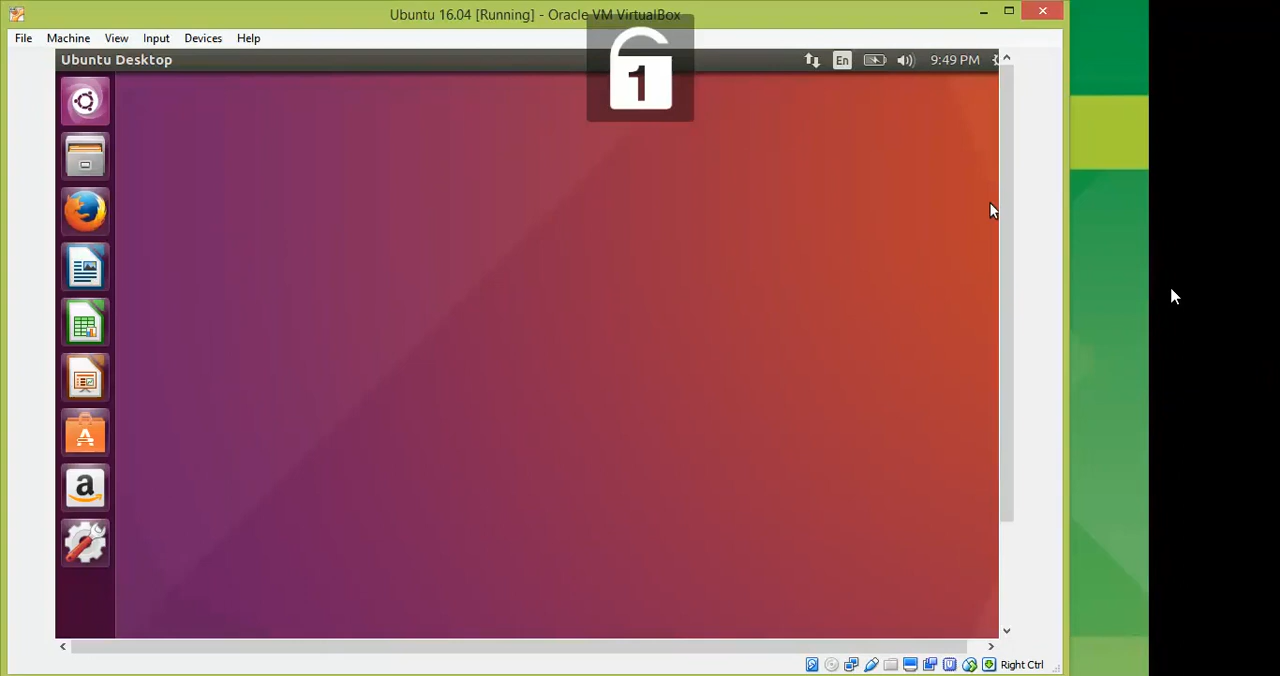 Ubuntu 16.04 [Running] - Oracle VM VirtualBox
File Machine View Input Devices Help
Ubuntu Desktop
En
9:49 PM
1
A
a
Right Ctrl